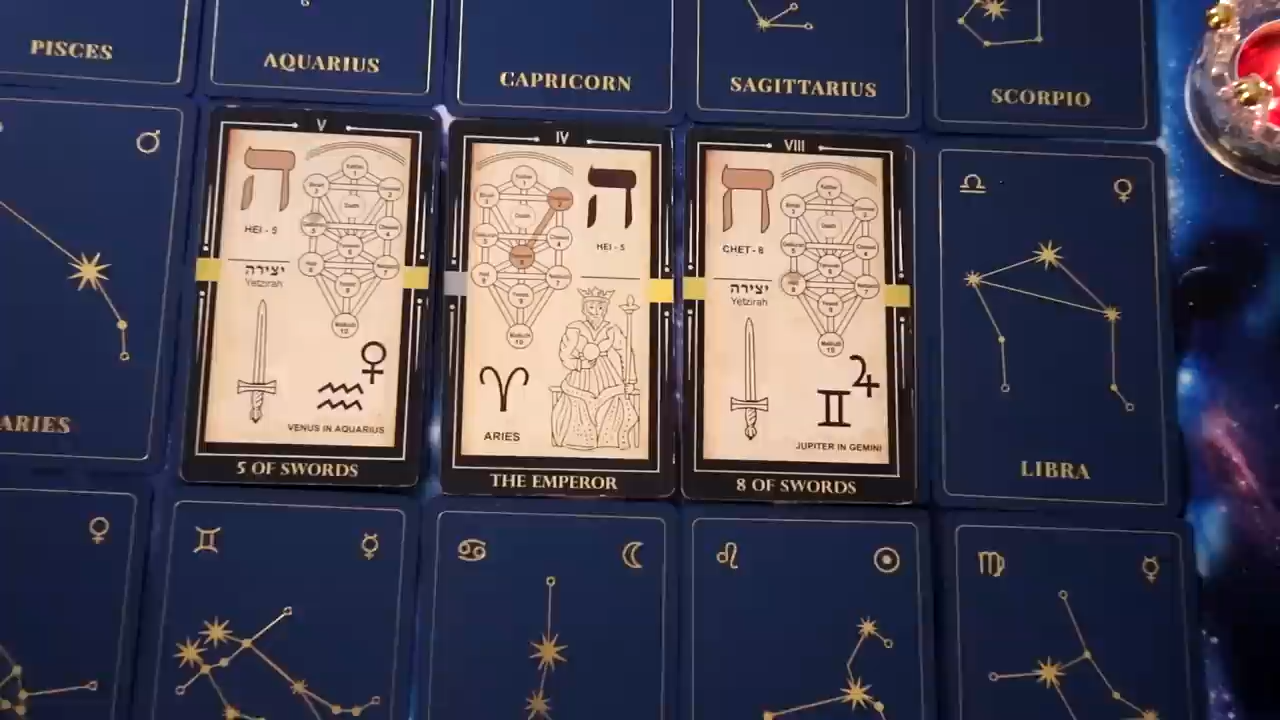 PISCES
AQUARIUS
CAPRICORN
SAGITTARIUS
SCORPIO
V
HEI - 5
יצירה
Yetzirah
VENUS IN AQUARIUS
5 OF SWORDS
IV
ה
HEI - 5
ARIES
THE EMPEROR
VIII
ה
CHET - 8
יצירה
Yetzirah
JUPITER IN GEMINI
8 OF SWORDS
ARIES
LIBRA